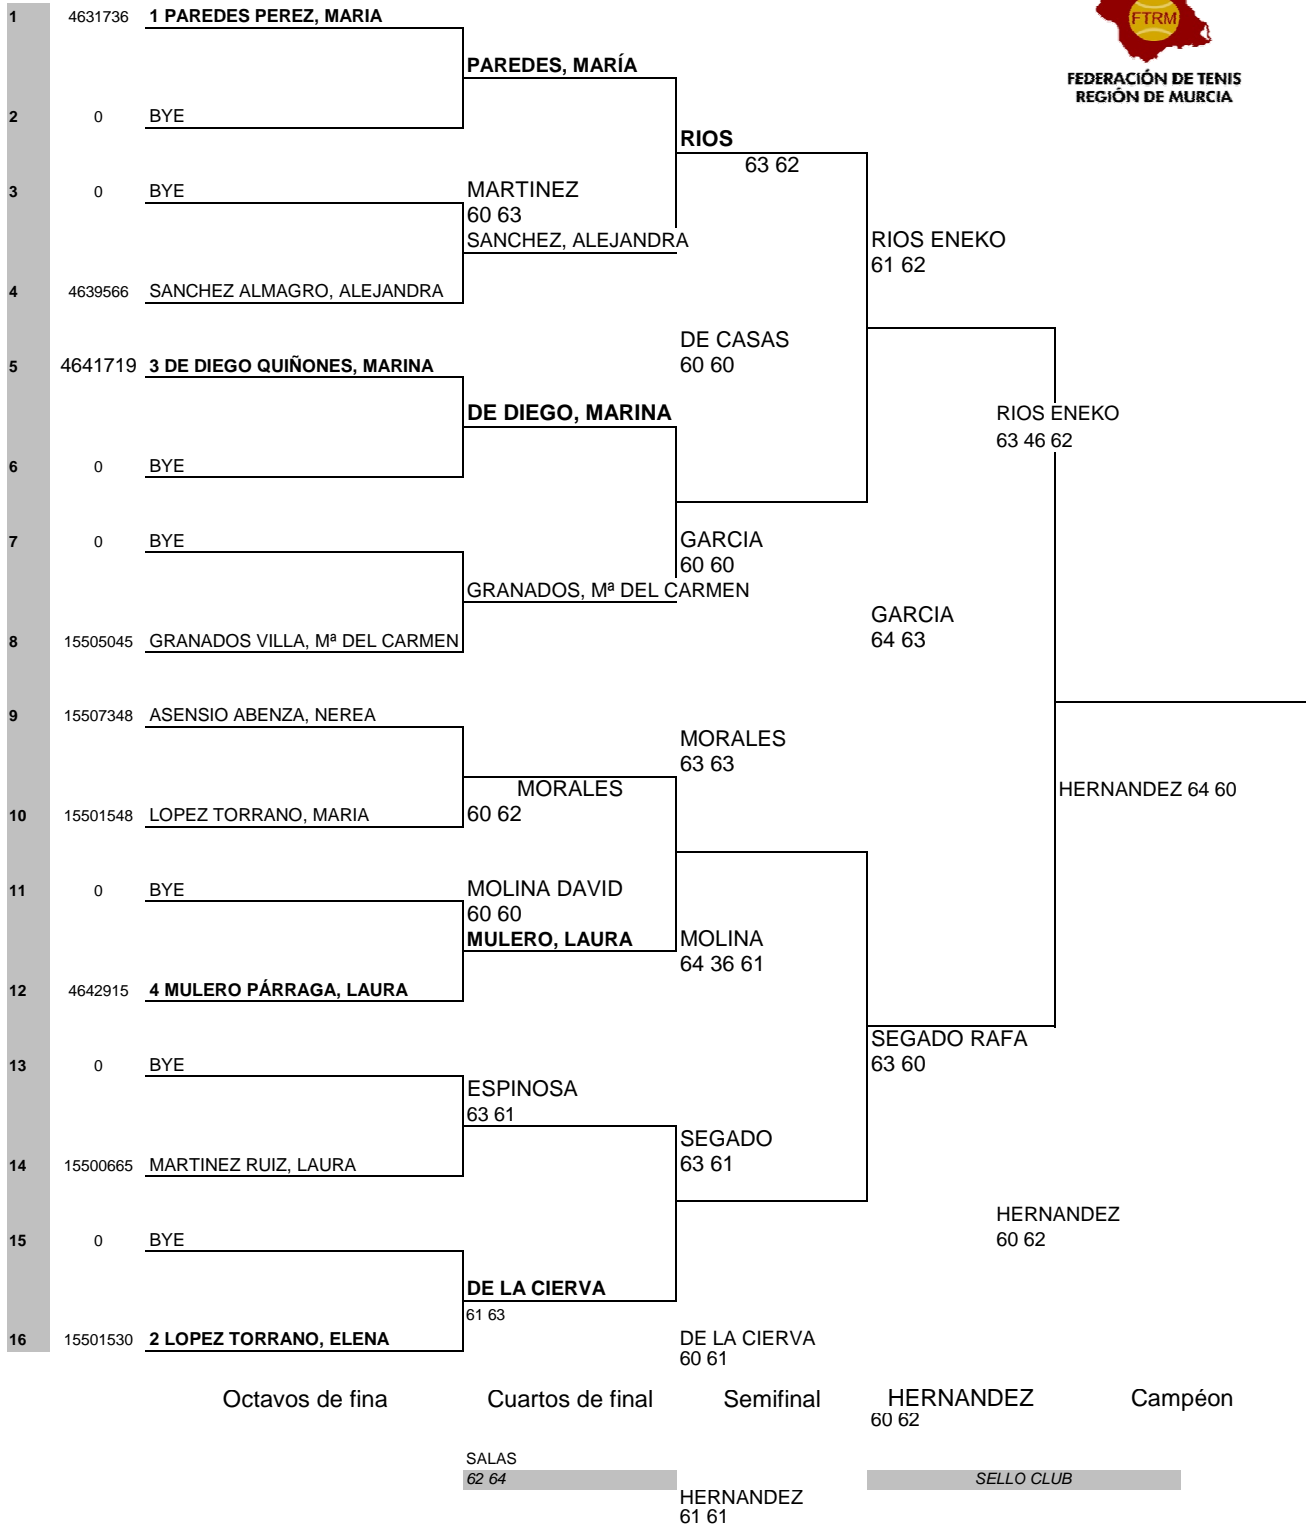 1 4631736 1 PAREDES PEREZ, MARIA
FTRM
FEDERACIÓN DE TENIS
REGIÓN DE MURCIA
PAREDES, MARÍA
2 0 BYE
RIOS
63 62
3 0 BYE
MARTINEZ
60 63
SANCHEZ, ALEJANDRA
RIOS ENEKO
61 62
4 4639566 SANCHEZ ALMAGRO, ALEJANDRA
DE CASAS
60 60
5 4641719 3 DE DIEGO QUIÑONES, MARINA
DE DIEGO, MARINA
RIOS ENEKO
63 46 62
6 0 BYE
7 0 BYE
GARCIA
60 60
GRANADOS, Mª DEL CARMEN
GARCIA
64 63
8 15505045 GRANADOS VILLA, Mª DEL CARMEN
9 15507348 ASENSIO ABENZA, NEREA
MORALES
63 63
MORALES
60 62
HERNANDEZ 64 60
10 15501548 LOPEZ TORRANO, MARIA
11 0 BYE
MOLINA DAVID
60 60
MULERO, LAURA
MOLINA
64 36 61
12 4642915 4 MULERO PÁRRAGA, LAURA
SEGADO RAFA
63 60
13 0 BYE
ESPINOSA
63 61
SEGADO
63 61
14 15500665 MARTINEZ RUIZ, LAURA
HERNANDEZ
60 62
15 0 BYE
DE LA CIERVA
61 63
16 15501530 2 LOPEZ TORRANO, ELENA
DE LA CIERVA
60 61
Octavos de fina Cuartos de final Semifinal HERNANDEZ Campéon
60 62
SALAS
62 64
SELLO CLUB
HERNANDEZ
61 61